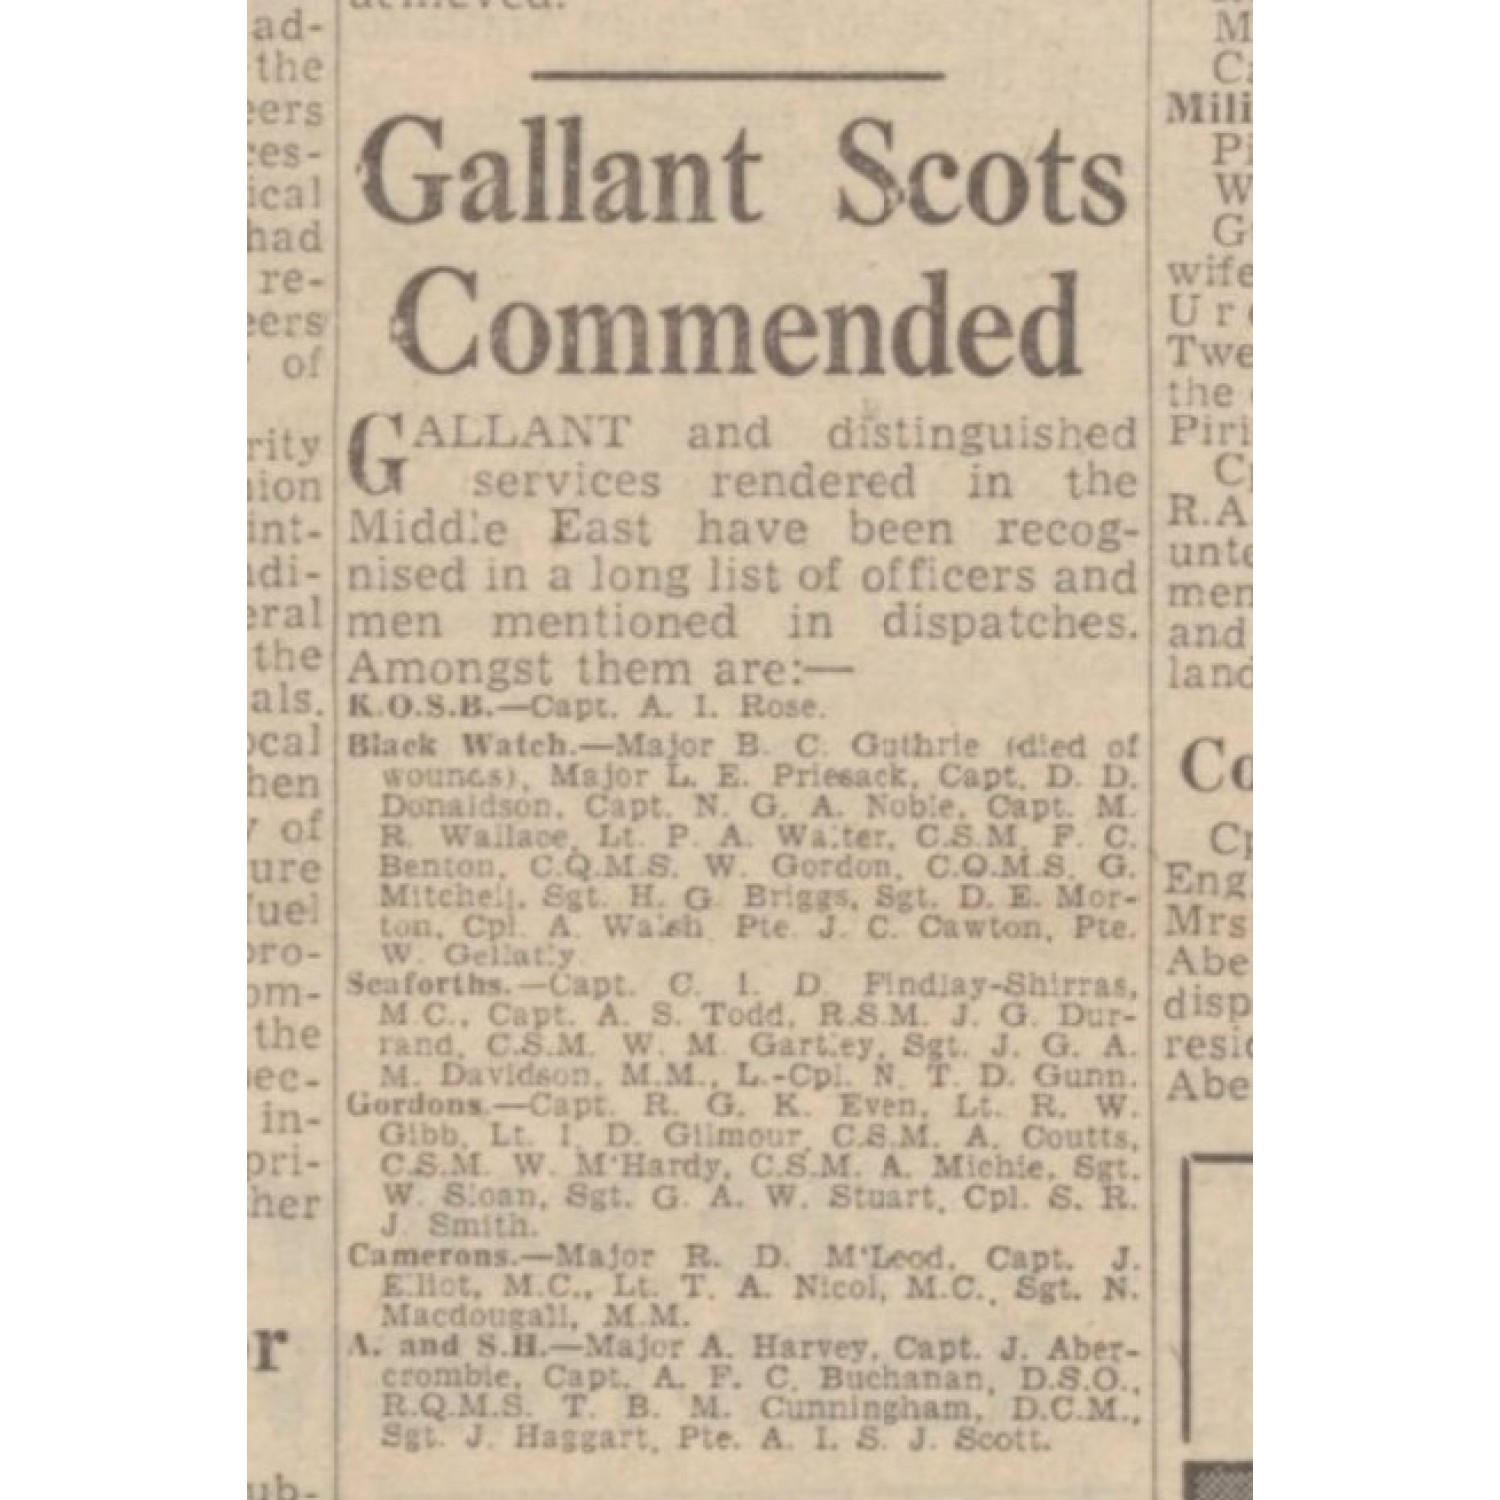 achieved.
Gallant Scots
Commended
GALLANT and distinguished
services rendered in the
Middle East have been recog-
nised in a long list of officers and
men mentioned in dispatches.
Amongst them are:—
K.O.S.B.—Capt. A. I. Rose.
Black Watch.—Major B. C. Guthrie (died of
wounds), Major L. E. Priesack, Capt. D. D.
Donaldson, Capt. N. G. A. Noble, Capt. M.
R. Wallace, Lt. P. A. Walter, C.S.M. F. C.
Benton, C.Q.M.S. W. Gordon, C.Q.M.S. G.
Mitchell, Sgt. H. G. Briggs, Sgt. D. E. Mor-
ton, Cpl. A. Walsh, Pte. J. C. Cawton, Pte.
W. Gellatly.
Seaforths.—Capt. C. I. D. Findlay-Shirras,
M.C., Capt. A. S. Todd, R.S.M. J. G. Dur-
rand, C.S.M. W. M. Gartley, Sgt. J. G. A.
M. Davidson, M.M., L.-Cpl. N. T. D. Gunn.
Gordons.—Capt. R. G. K. Even, Lt. R. W.
Gibb, Lt. I. D. Gilmour, C.S.M. A. Coutts,
C.S.M. W. M'Hardy, C.S.M. A. Michie, Sgt.
W. Sloan, Sgt. G. A. W. Stuart, Cpl. S. R.
J. Smith.
Camerons.—Major R. D. M'Leod, Capt. J.
Elliot, M.C., Lt. T. A. Nicol, M.C., Sgt. N.
Macdougall, M.M.
A. and S.H.—Major A. Harvey, Capt. J. Aber-
crombie, Capt. A. F. C. Buchanan, D.S.O.,
R.Q.M.S. T. B. M. Cunningham, D.C.M.,
Sgt. J. Haggart, Pte. A. I. S. J. Scott.